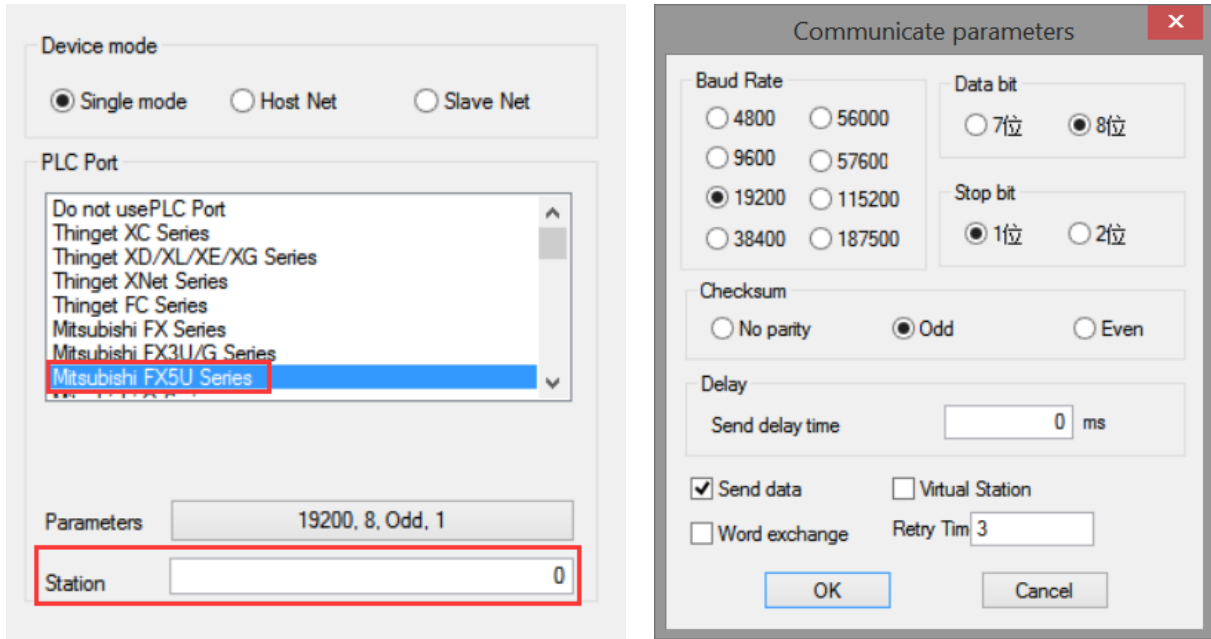 Device mode
Single mode
Host Net
Slave Net
PLC Port
Do not usePLC Port
Thinget XC Series
Thinget XD/XL/XE/XG Series
Thinget XNet Series
Thinget FC Series
Mitsubishi FX Series
Mitsubishi FX3U/G Series
Mitsubishi FX5U Series
Parameters
19200, 8, Odd, 1
Station
0
Communicate parameters
Baud Rate
4800
56000
9600
57600
19200
115200
38400
187500
Data bit
7位
8位
Stop bit
1位
2位
Checksum
No parity
Odd
Even
Delay
Send delay time
0 ms
Send data
Virtual Station
Word exchange
Retry Tim 3
OK
Cancel